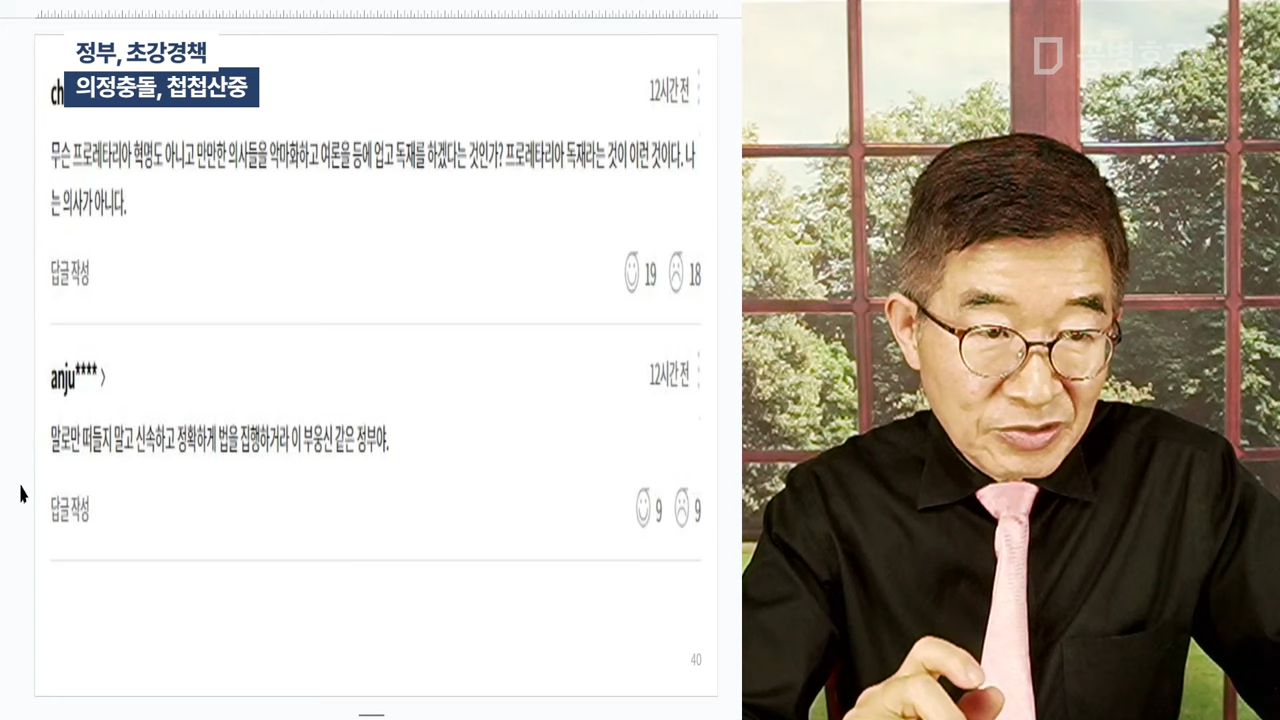 정부, 초강경책
의정충돌, 첩첩산중
ch
12시간 전
무슨 프로레타리아 혁명도 아니고 만만한 의사들을 악마화하고 여론을 등에 업고 독재를 하겠다는 것인가? 프로레타리아 독재라는 것이 이런 것이다. 나
는 의사가 아니다.
답글 작성
19 18
anju**** >
12시간 전
말로만 떠들지 말고 신속하고 정확하게 법을 집행하거라 이 부웅신 같은 정부야.
답글 작성
9 9
40